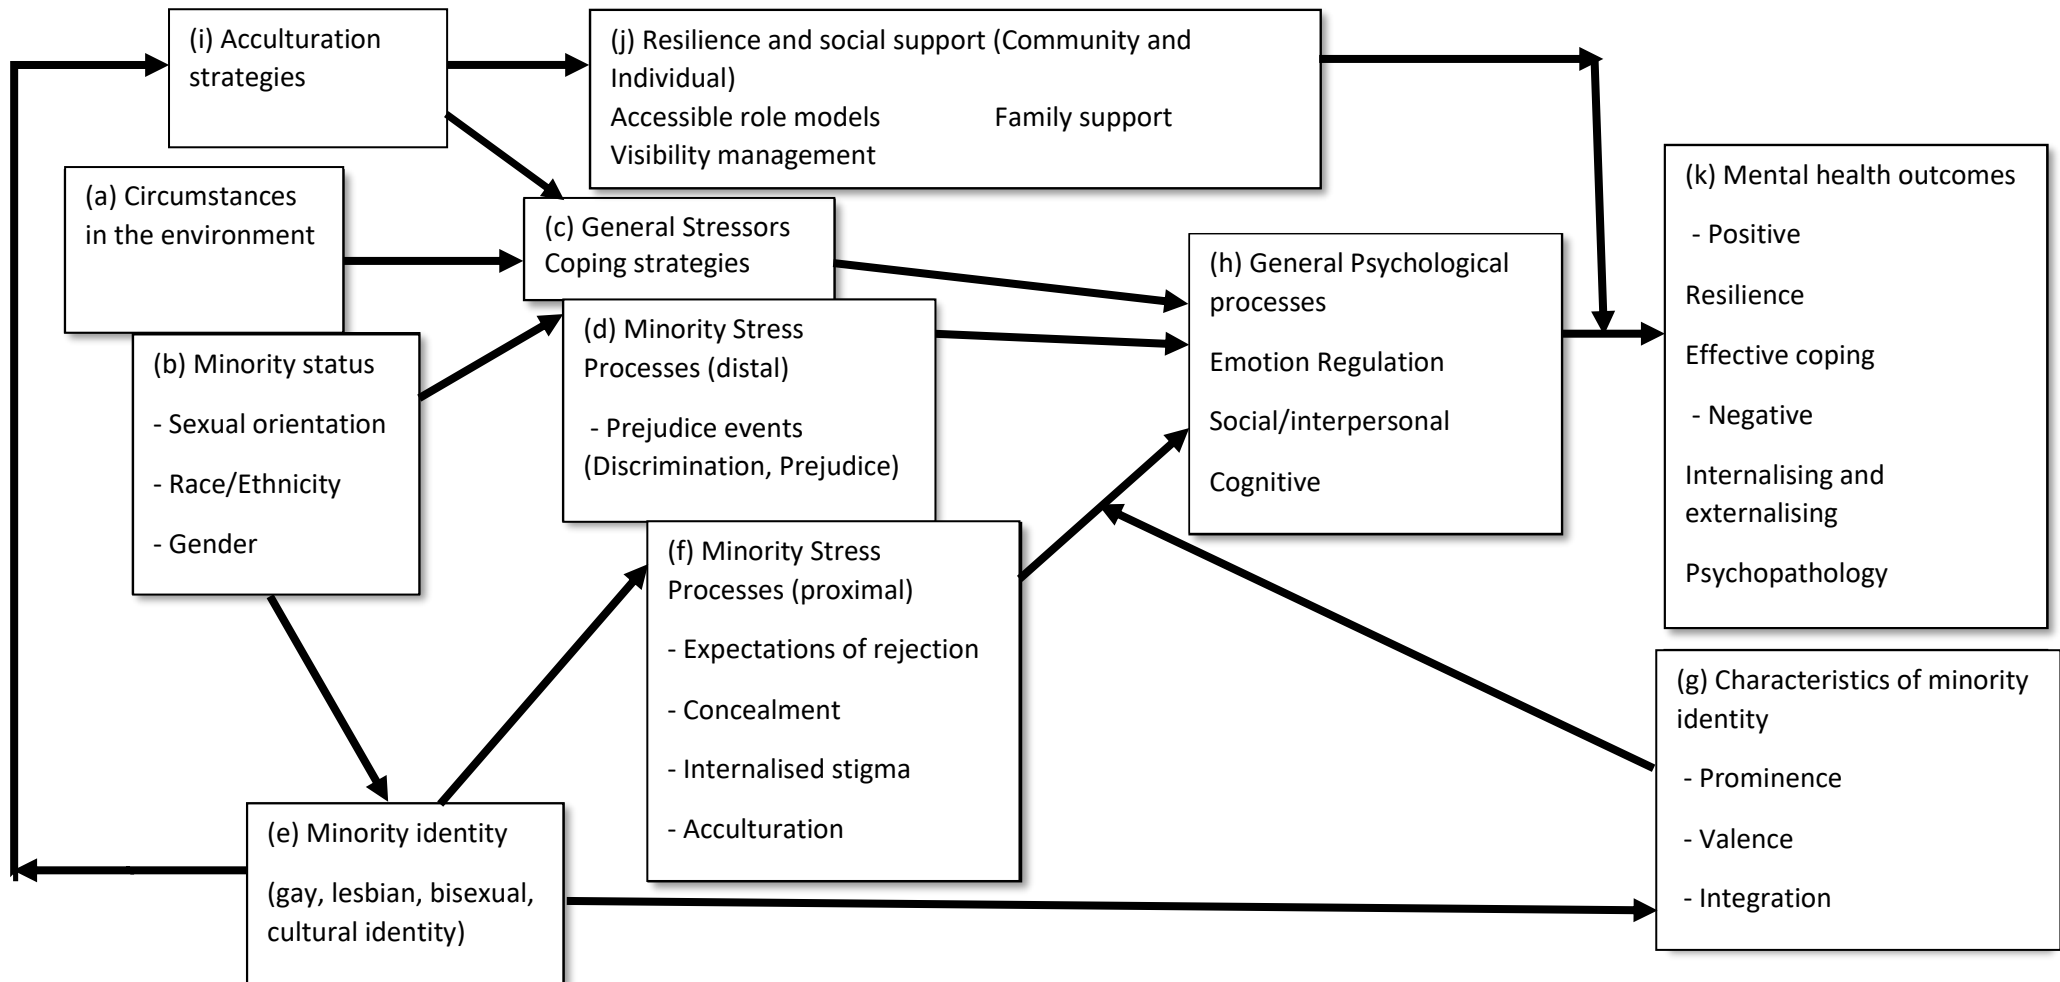 (i) Acculturation
strategies
(j) Resilience and social support (Community and
Individual)
Accessible role models Family support
Visibility management
(a) Circumstances
in the environment
(c) General Stressors
Coping strategies
(k) Mental health outcomes
- Positive
Resilience
Effective coping
- Negative
Internalising and
externalising
Psychopathology
(h) General Psychological
processes
Emotion Regulation
Social/interpersonal
Cognitive
(b) Minority status
- Sexual orientation
- Race/Ethnicity
- Gender
(d) Minority Stress
Processes (distal)
- Prejudice events
(Discrimination, Prejudice)
(f) Minority Stress
Processes (proximal)
- Expectations of rejection
- Concealment
- Internalised stigma
- Acculturation
(g) Characteristics of minority
identity
- Prominence
- Valence
- Integration
(e) Minority identity
(gay, lesbian, bisexual,
cultural identity)